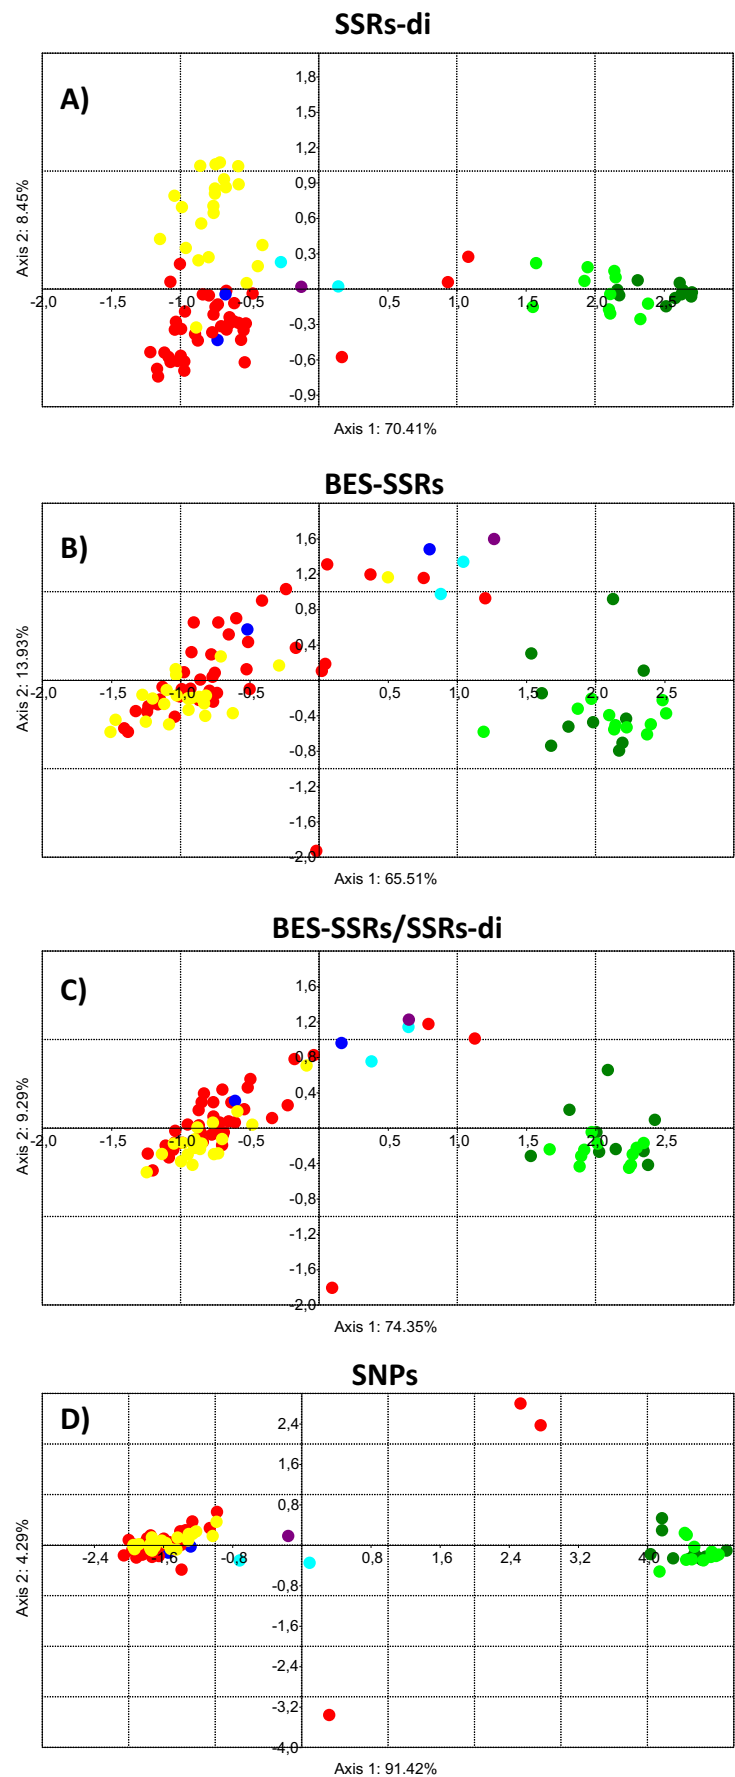 SSRs-di
A)
1,8
1,5
1,2
0,9
0,6
0,3
-2,0 -1,5 -1,0 -0,5 0,5 1,0 1,5 2,0 2,5
-0,3
-0,6
-0,9
Axis 2: 8.45%
Axis 1: 70.41%
BES-SSRs
B)
1,6
1,2
0,8
0,4
-2,0 -1,5 -1,0 -0,5 0,5 1,0 1,5 2,0 2,5
-0,4
-0,8
-1,2
-1,6
-2,0
Axis 2: 13.93%
Axis 1: 65.51%
BES-SSRs/SSRs-di
C)
1,6
1,2
0,8
0,4
-2,0 -1,5 -1,0 -0,5 0,5 1,0 1,5 2,0 2,5
-0,4
-0,8
-1,2
-1,6
-2,0
Axis 2: 9.29%
Axis 1: 74.35%
SNPs
D)
2,4
1,6
0,8
-2,4 -1,6 -0,8 0,8 1,6 2,4 3,2 4,0
-0,8
-1,6
-2,4
-3,2
-4,0
Axis 2: 4.29%
Axis 1: 91.42%